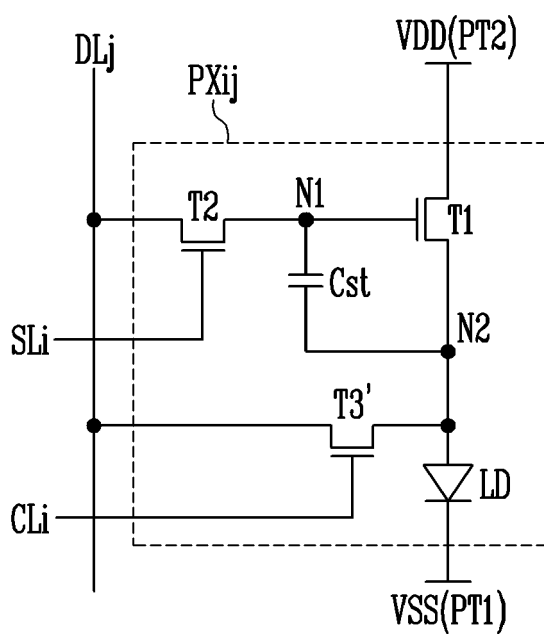 DLj
VDD(PT2)
PXij
T2
N1
T1
Cst
SLi
N2
T3'
LD
CLi
VSS(PT1)